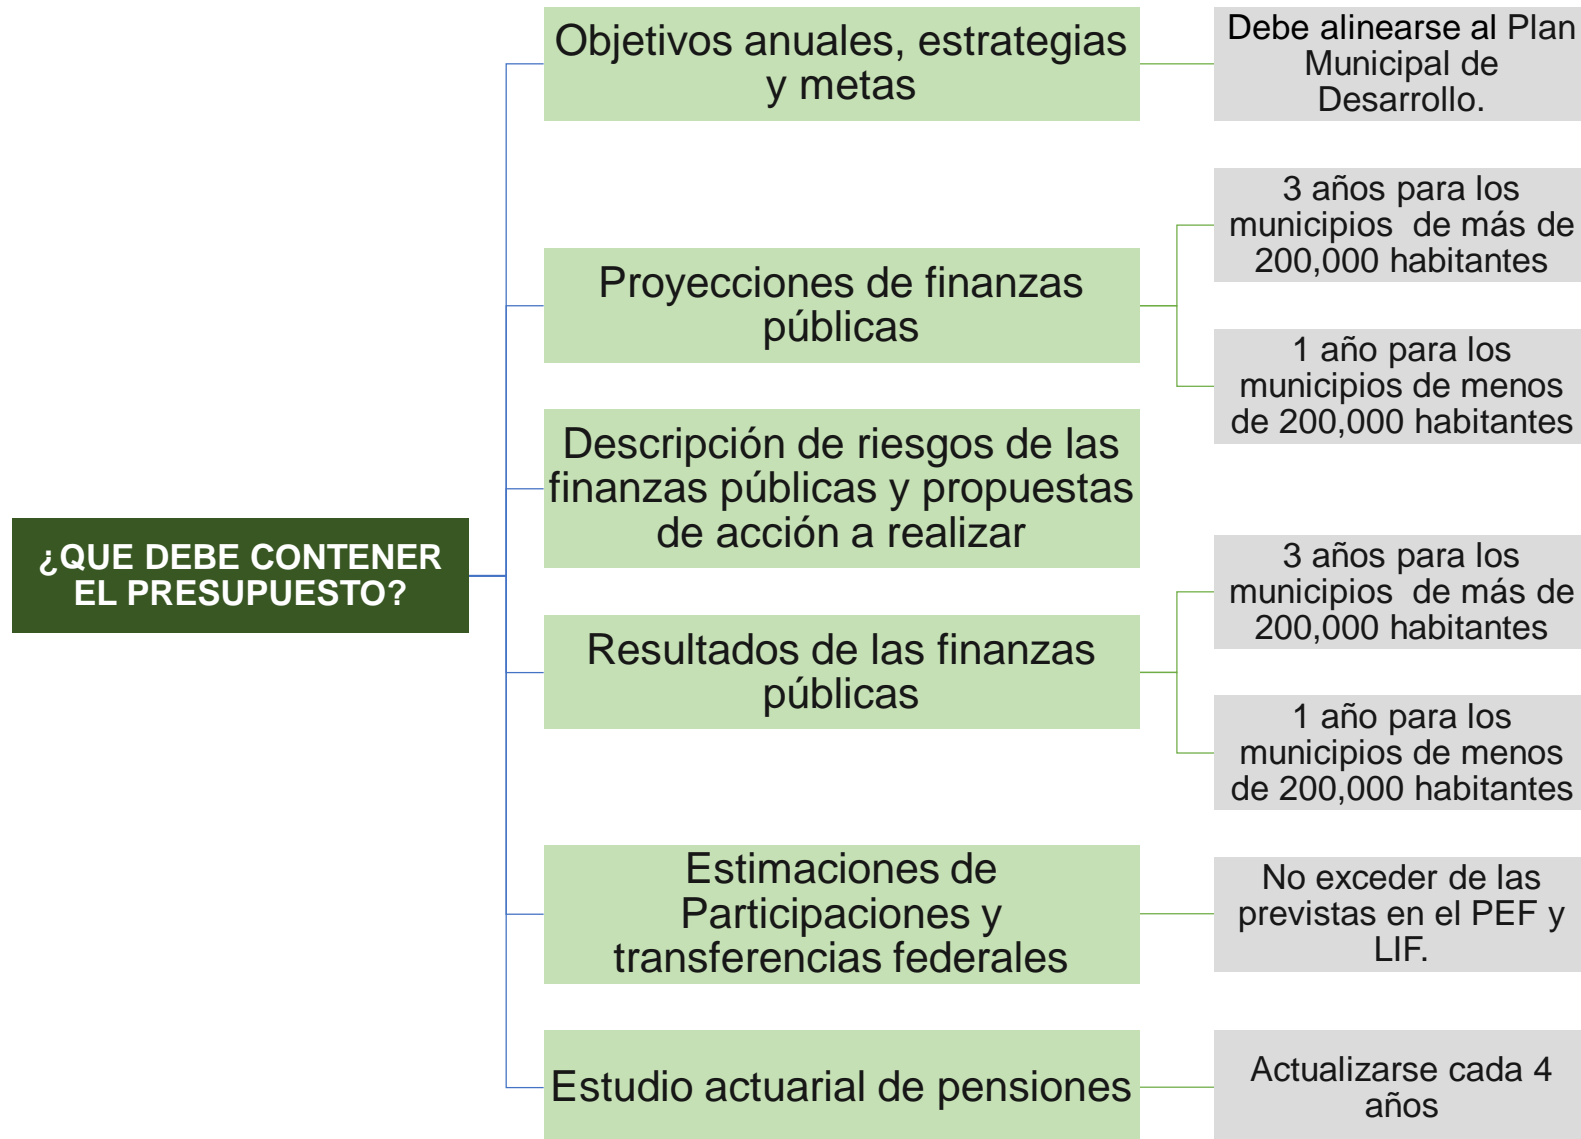 ¿QUE DEBE CONTENER
EL PRESUPUESTO?
Objetivos anuales, estrategias
y metas
Debe alinearse al Plan
Municipal de
Desarrollo.
Proyecciones de finanzas
públicas
3 años para los
municipios de más de
200,000 habitantes
1 año para los
municipios de menos
de 200,000 habitantes
Descripción de riesgos de las
finanzas públicas y propuestas
de acción a realizar
Resultados de las finanzas
públicas
3 años para los
municipios de más de
200,000 habitantes
1 año para los
municipios de menos
de 200,000 habitantes
Estimaciones de
Participaciones y
transferencias federales
No exceder de las
previstas en el PEF y
LIF.
Estudio actuarial de pensiones
Actualizarse cada 4
años